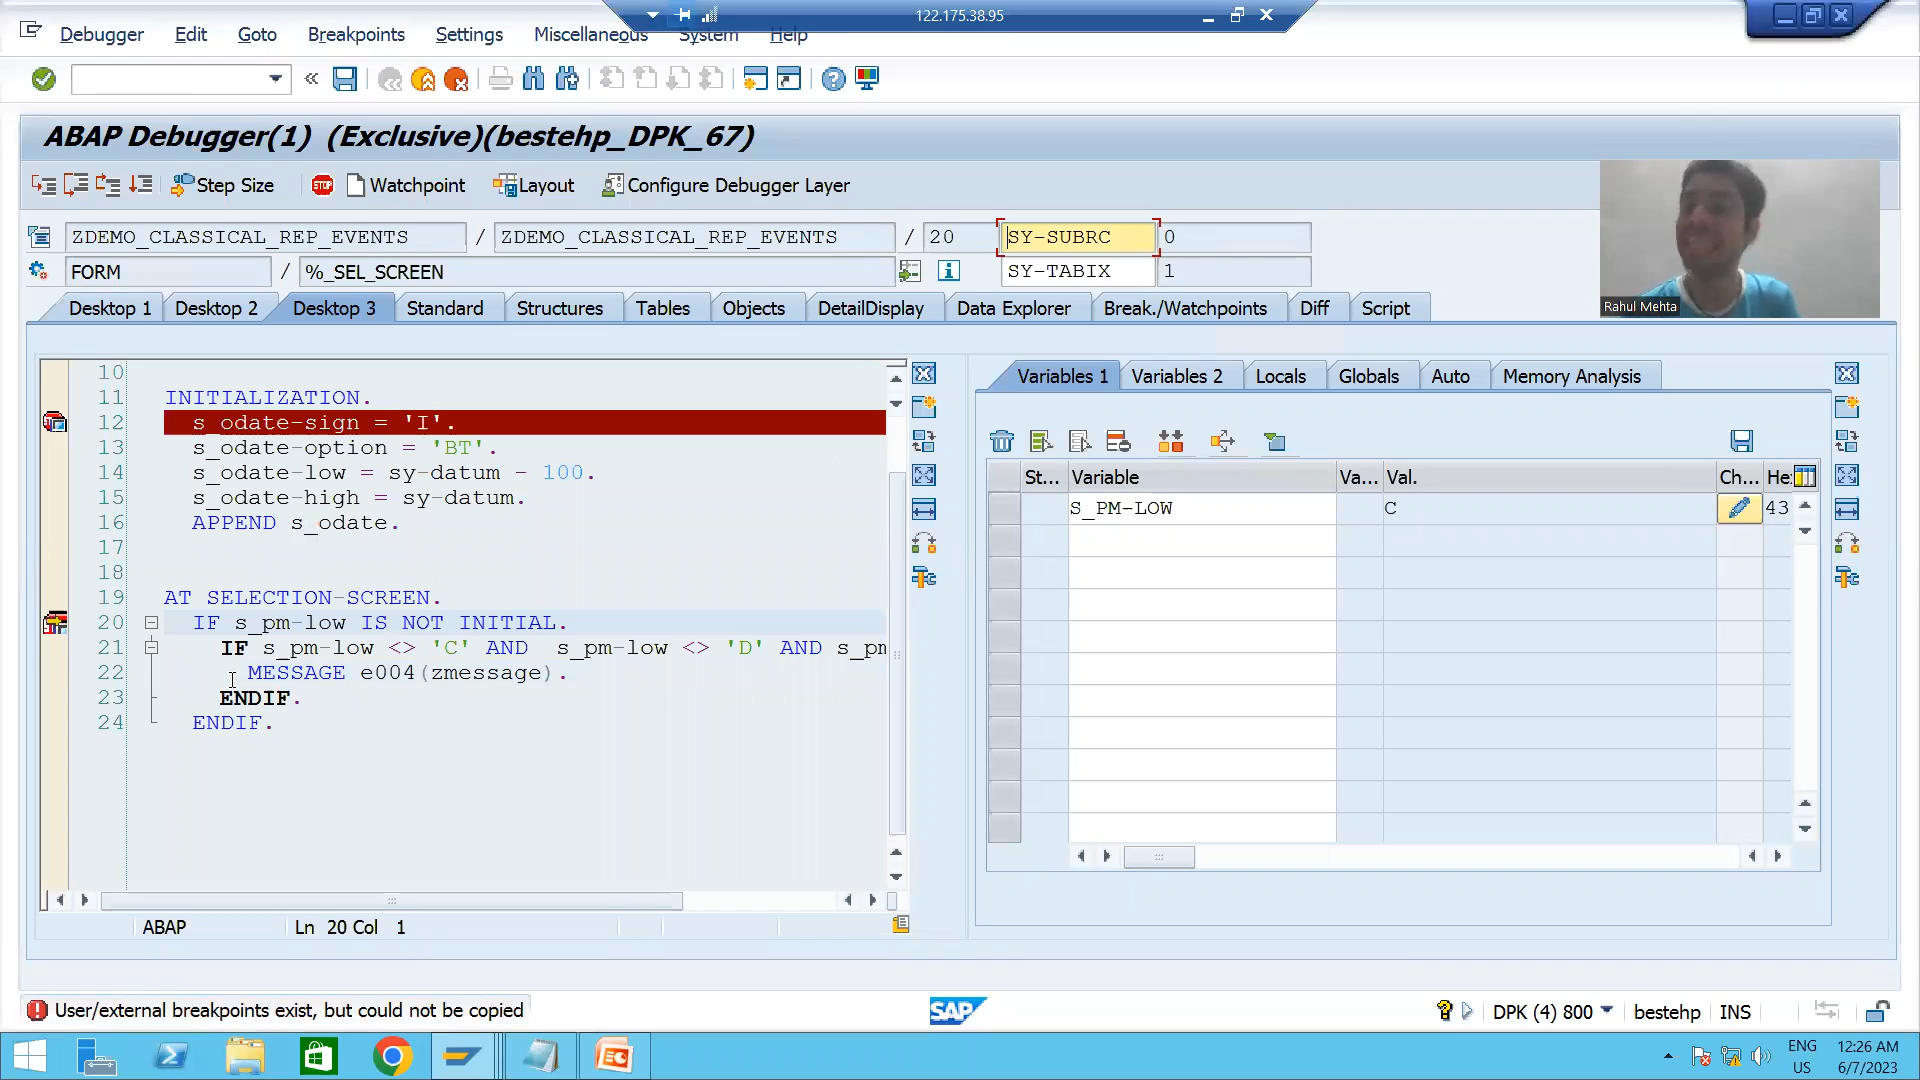 122.175.38.95
Debugger Edit Goto Breakpoints Settings Miscellaneous System Help
ABAP Debugger(1) (Exclusive)(bestehp_DPK_67)
Step Size STOP Watchpoint Layout Configure Debugger Layer
ZDEMO_CLASSICAL_REP_EVENTS / ZDEMO_CLASSICAL_REP_EVENTS / 20 SY-SUBRC 0
FORM / %_SEL_SCREEN SY-TABIX 1
Rahul Mehta
Desktop 1 Desktop 2 Desktop 3 Standard Structures Tables Objects DetailDisplay Data Explorer Break./Watchpoints Diff Script
Variables 1 Variables 2 Locals Globals Auto Memory Analysis
St... Variable Va... Val. Ch... He
S_PM-LOW C 43
10
11 INITIALIZATION.
12 s_odate-sign = 'I'.
13 s_odate-option = 'BT'.
14 s_odate-low = sy-datum - 100.
15 s_odate-high = sy-datum.
16 APPEND s_odate.
17
18
19 AT SELECTION-SCREEN.
20 IF s_pm-low IS NOT INITIAL.
21 IF s_pm-low <> 'C' AND s_pm-low <> 'D' AND s_pm
22 MESSAGE e004(zmessage).
23 ENDIF.
24 ENDIF.
ABAP Ln 20 Col 1
User/external breakpoints exist, but could not be copied
SAP
DPK (4) 800 bestehp INS
ENG 12:26 AM
US 6/7/2023